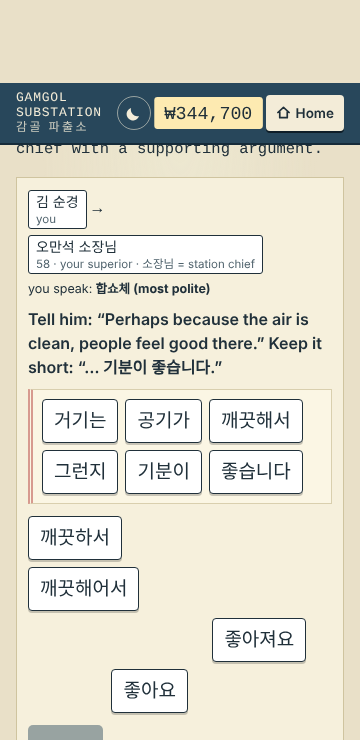 GAMGOL
SUBSTATION
감골 파출소
₩344,700
Home
chief with a supporting argument.
김 순경
you
→
오만석 소장님
58 · your superior · 소장님 = station chief
you speak: 합쇼체 (most polite)
Tell him: “Perhaps because the air is
clean, people feel good there.” Keep it
short: “… 기분이 좋습니다.”
거기는 공기가 깨끗해서
그런지 기분이 좋습니다
깨끗하서
깨끗해어서
좋아져요
좋아요